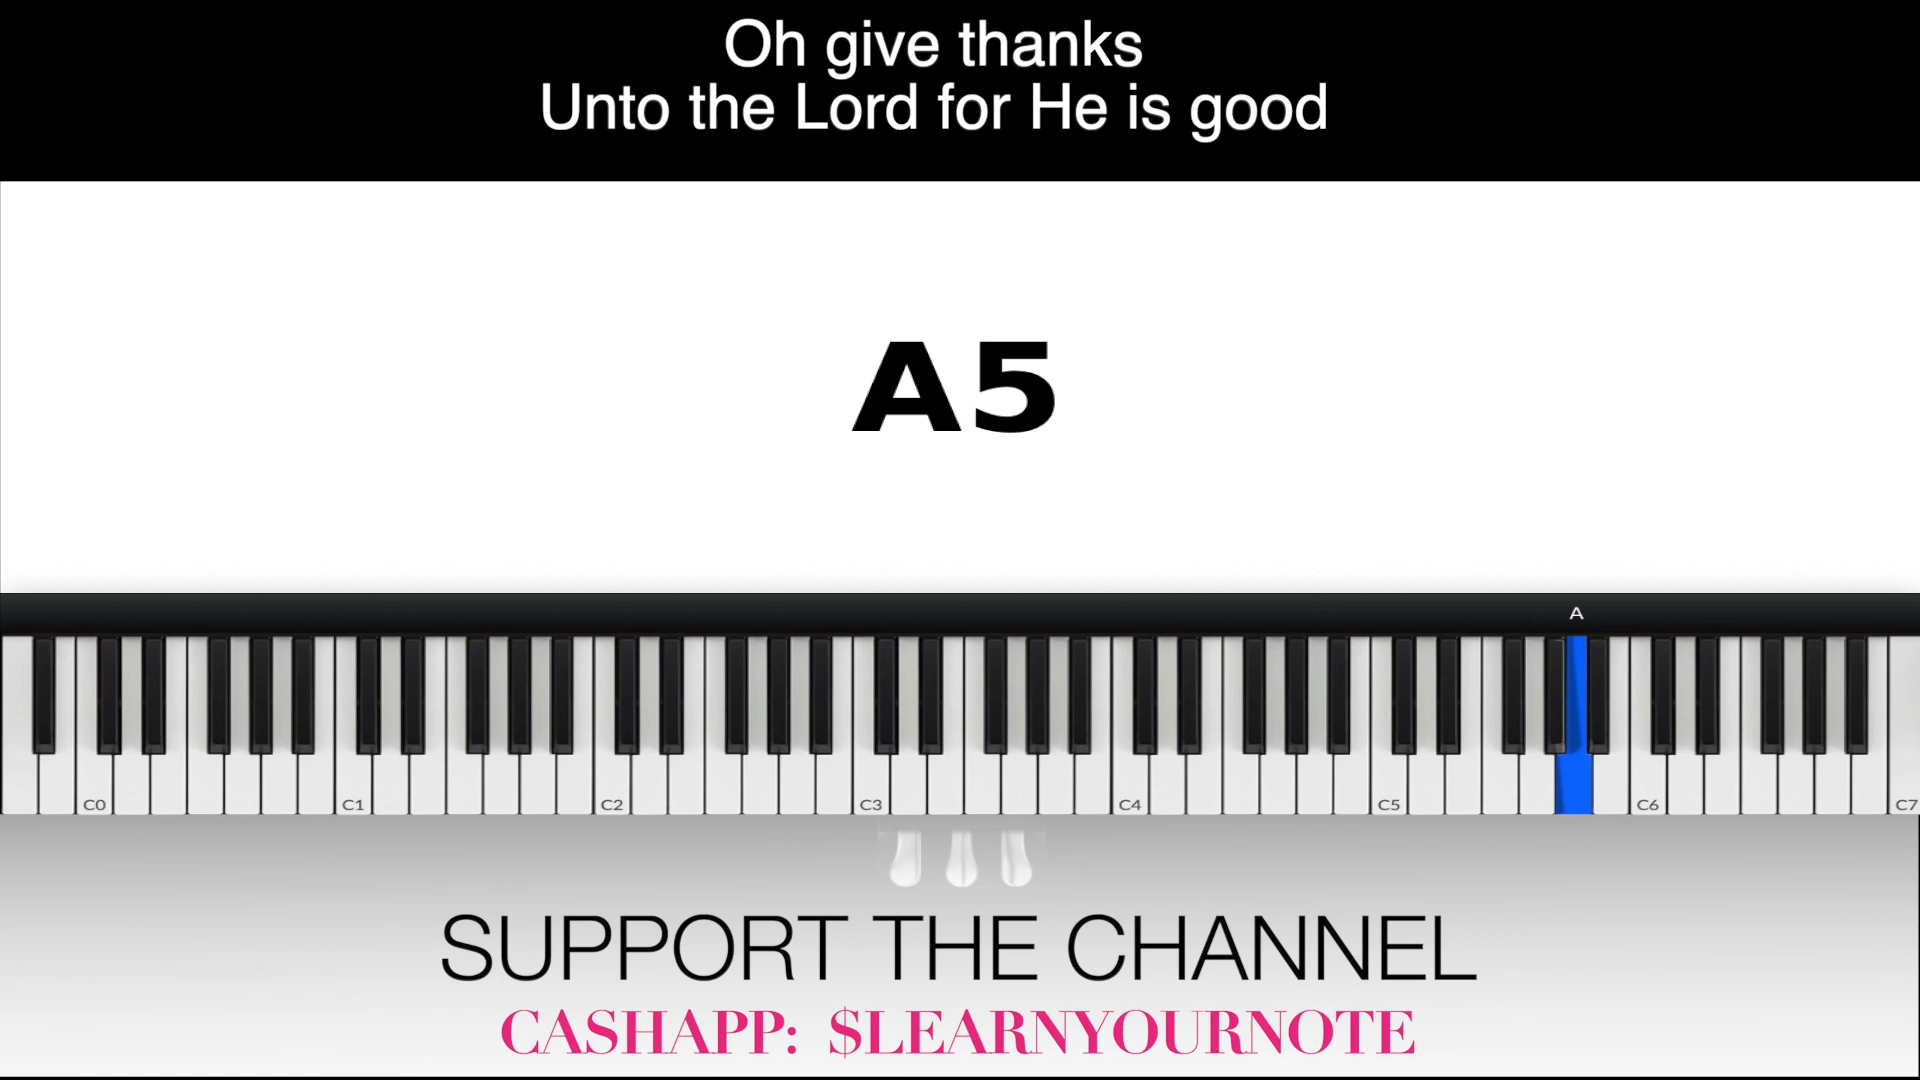 Oh give thanks
Unto the Lord for He is good
A5
A
C0 C1 C2 C3 C4 C5 C6 C7
SUPPORT THE CHANNEL
CASHAPP: $LEARNYOURNOTE